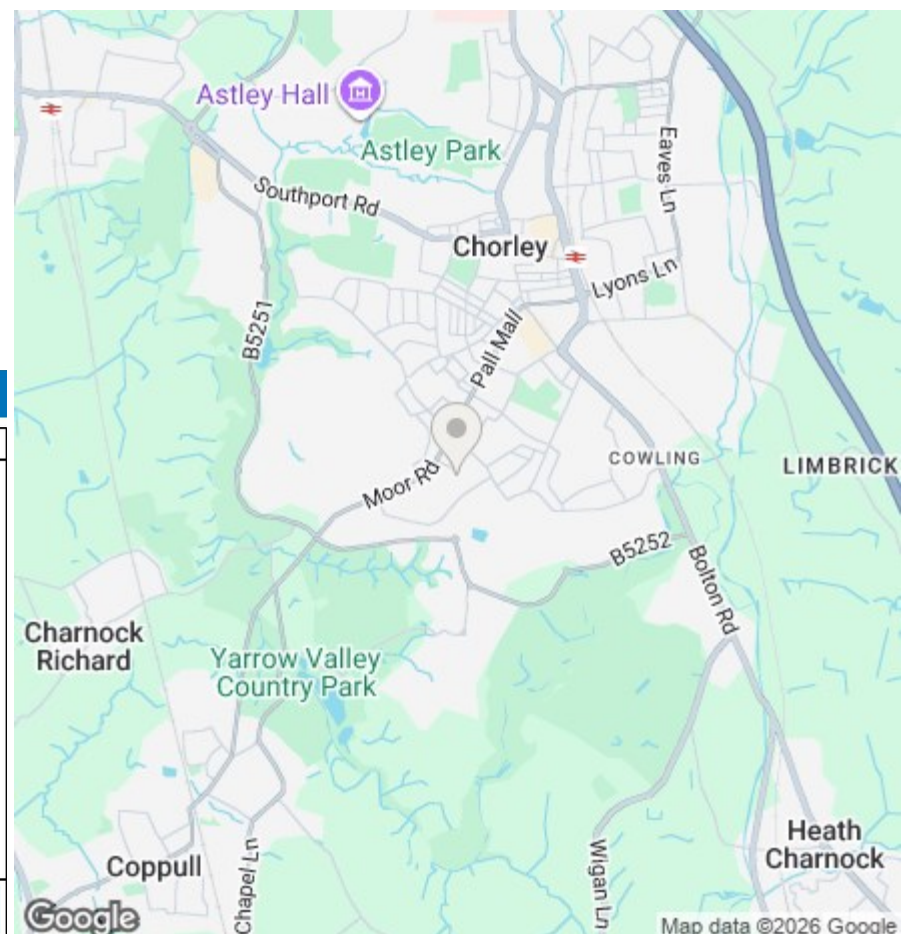 Astley Hall
Astley Park
Southport Rd
Eaves Ln
Chorley
Lyons Ln
B5251
Pall Mall
COWLING
LIMBRICK
Moor Rd
B5252
Bolton Rd
Charnock
Richard
Yarrow Valley
Country Park
Heath
Charnock
Coppull
Chapel Ln
Wigan Ln
Google
Map data ©2026 Google